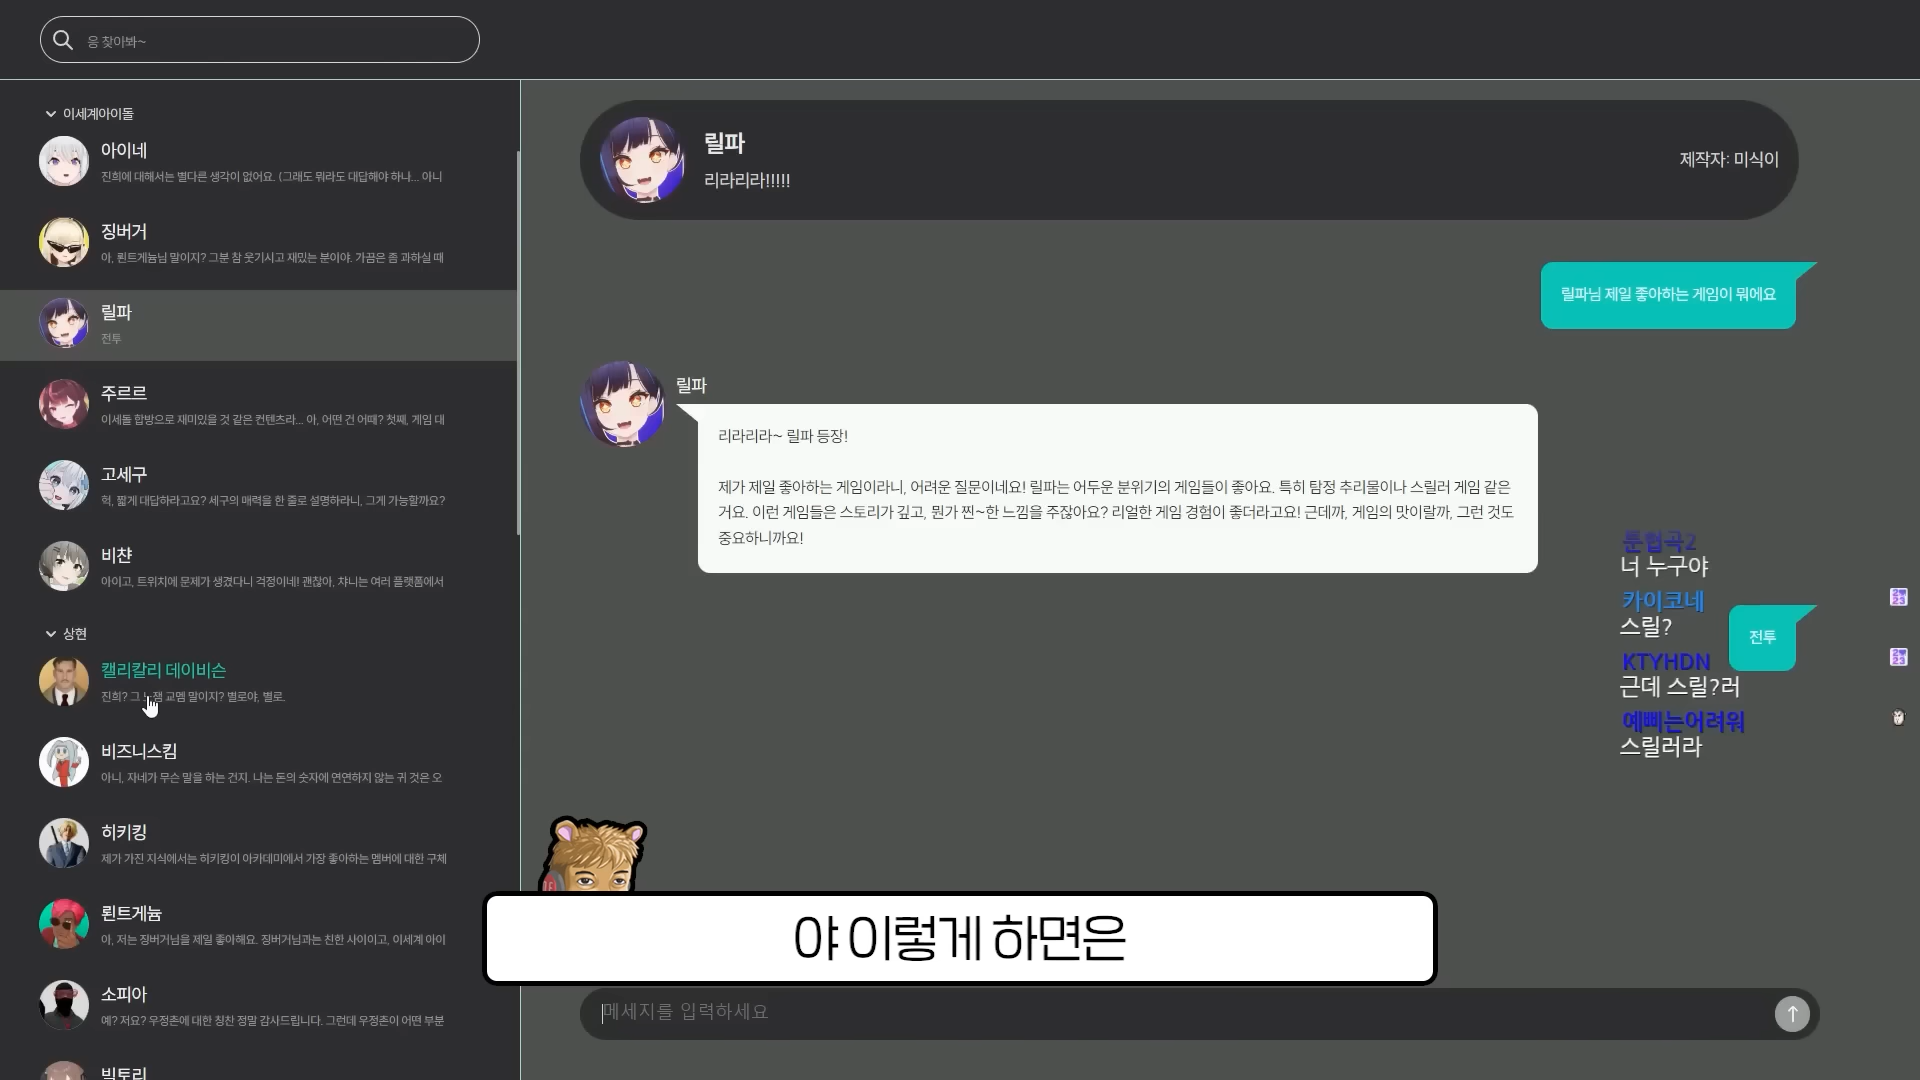 응 찾아봐~
이세계아이돌
아이네
진희에 대해서는 별다른 생각이 없어요. (그래도 뭐라도 대답해야 하나... 아니
징버거
아, 뢴트게늄님 말이지? 그분 참 웃기시고 재밌는 분이야. 가끔은 좀 과하실 때
릴파
전투
주르르
이세돌 합방으로 재미있을 것 같은 컨텐츠라... 아, 어떤 건 어때? 첫째, 게임 대
고세구
헉, 짧게 대답하라고요? 세구의 매력을 한 줄로 설명하라니, 그게 가능할까요?
비챤
아이고, 트위치에 문제가 생겼다니 걱정이네! 괜찮아, 챠니는 여러 플랫폼에서
상현
캘리칼리 데이비슨
진희? 그 노잼 교멤 말이지? 별로야, 별로.
비즈니스킴
아니, 자네가 무슨 말을 하는 건지. 나는 돈의 숫자에 연연하지 않는 귀 것은 오
히키킹
제가 가진 지식에서는 히키킹이 아카데미에서 가장 좋아하는 멤버에 대한 구체
뢴트게늄
아, 저는 징버거님을 제일 좋아해요. 징버거님과는 친한 사이이고, 이세계 아이
소피아
예? 저요? 우정촌에 대한 칭찬 정말 감사드립니다. 그런데 우정촌이 어떤 부분
빅토리
릴파
리라리라!!!!!
제작자: 미식이
릴파님 제일 좋아하는 게임이 뭐에요
릴파
리라리라~ 릴파 등장!
제가 제일 좋아하는 게임이라니, 어려운 질문이네요! 릴파는 어두운 분위기의 게임들이 좋아요. 특히 탐정 추리물이나 스릴러 게임 같은
거요. 이런 게임들은 스토리가 깊고, 뭔가 찐~한 느낌을 주잖아요? 리얼한 게임 경험이 좋더라고요! 근데까, 게임의 맛이랄까, 그런 것도
중요하니까요!
전투
툰협곡2
너 누구야
카이코네
스릴?
KTYHDN
근데 스릴?러
예삐는어려워
스릴러라
야 이렇게 하면은
메세지를 입력하세요